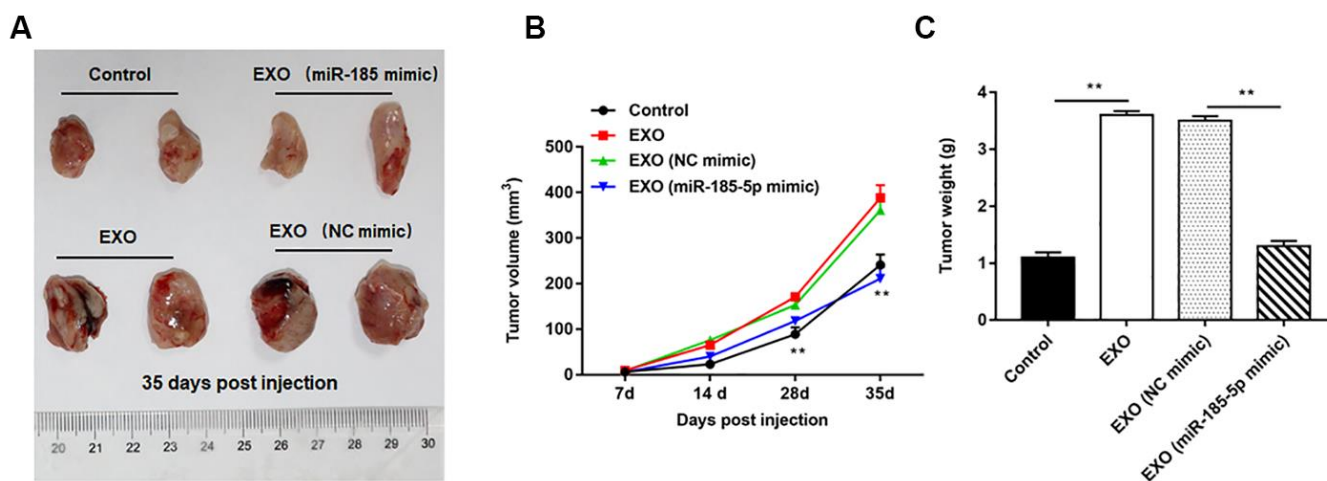 A
Control
EXO （miR-185 mimic）
EXO
EXO （NC mimic）
35 days post injection
20 21 22 23 24 25 26 27 28 29 30
B
Control
EXO
EXO (NC mimic)
EXO (miR-185-5p mimic)
Tumor volume (mm³)
500
400
300
200
100
0
**
**
7d 14 d 28d 35d
Days post injection
C
Tumor weight (g)
4
3
2
1
0
** **
Control
EXO
EXO (NC mimic)
EXO (miR-185-5p mimic)